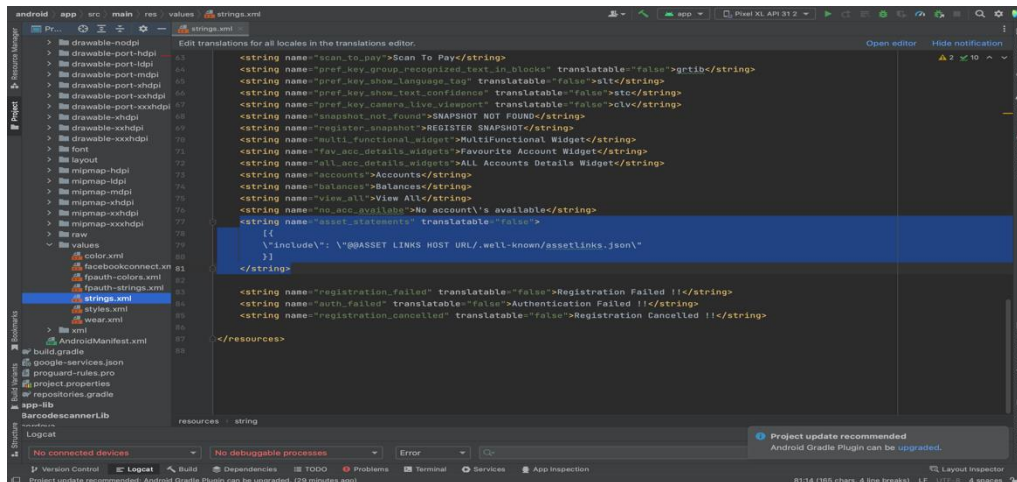 android
app
src
main
res
values
strings.xml
app
Pixel XL API 31 2
Pr...
strings.xml
Edit translations for all locales in the translations editor.
Open editor
Hide notification
Resource Manager
Project
Bookmarks
Build Variants
Structure
drawable-nodpi
drawable-port-hdpi
drawable-port-ldpi
drawable-port-mdpi
drawable-port-xhdpi
drawable-port-xxhdpi
drawable-port-xxxhdpi
drawable-xhdpi
drawable-xxhdpi
drawable-xxxhdpi
font
layout
mipmap-hdpi
mipmap-ldpi
mipmap-mdpi
mipmap-xhdpi
mipmap-xxhdpi
mipmap-xxxhdpi
raw
values
color.xml
facebookconnect.xm
fpauth-colors.xml
fpauth-strings.xml
strings.xml
styles.xml
wear.xml
xml
AndroidManifest.xml
build.gradle
google-services.json
proguard-rules.pro
project.properties
repositories.gradle
app-lib
BarcodescannerLib
2 10
63 <string name="scan_to_pay">Scan To Pay</string>
64 <string name="pref_key_group_recognized_text_in_blocks" translatable="false">grtib</string>
65 <string name="pref_key_show_language_tag" translatable="false">slt</string>
66 <string name="pref_key_show_text_confidence" translatable="false">stc</string>
67 <string name="pref_key_camera_live_viewport" translatable="false">clv</string>
68 <string name="snapshot_not_found">SNAPSHOT NOT FOUND</string>
69 <string name="register_snapshot">REGISTER SNAPSHOT</string>
70 <string name="multi_functional_widget">MultiFunctional Widget</string>
71 <string name="fav_acc_details_widgets">Favourite Account Widget</string>
72 <string name="all_acc_details_widgets">ALL Accounts Details Widget</string>
73 <string name="accounts">Accounts</string>
74 <string name="balances">Balances</string>
75 <string name="view_all">View All</string>
76 <string name="no_acc_availabe">No account\'s available</string>
77 <string name="asset_statements" translatable="false">
78 [{
79 \"include\": \"@@ASSET LINKS HOST URL/.well-known/assetlinks.json\"
80 }]
81 </string>
82
83 <string name="registration_failed" translatable="false">Registration Failed !!</string>
84 <string name="auth_failed" translatable="false">Authentication Failed !!</string>
85 <string name="registration_cancelled" translatable="false">Registration Cancelled !!</string>
86
87 </resources>
88
resources › string
Logcat
No connected devices
No debuggable processes
Error
Q-
Project update recommended
Android Gradle Plugin can be upgraded.
Version Control
Logcat
Build
Dependencies
TODO
Problems
Terminal
Services
App Inspection
Layout Inspector
Project update recommended: Android Gradle Plugin can be upgraded. (29 minutes ago)
81:14 (165 chars, 4 line breaks) LF UTF-8 4 spaces